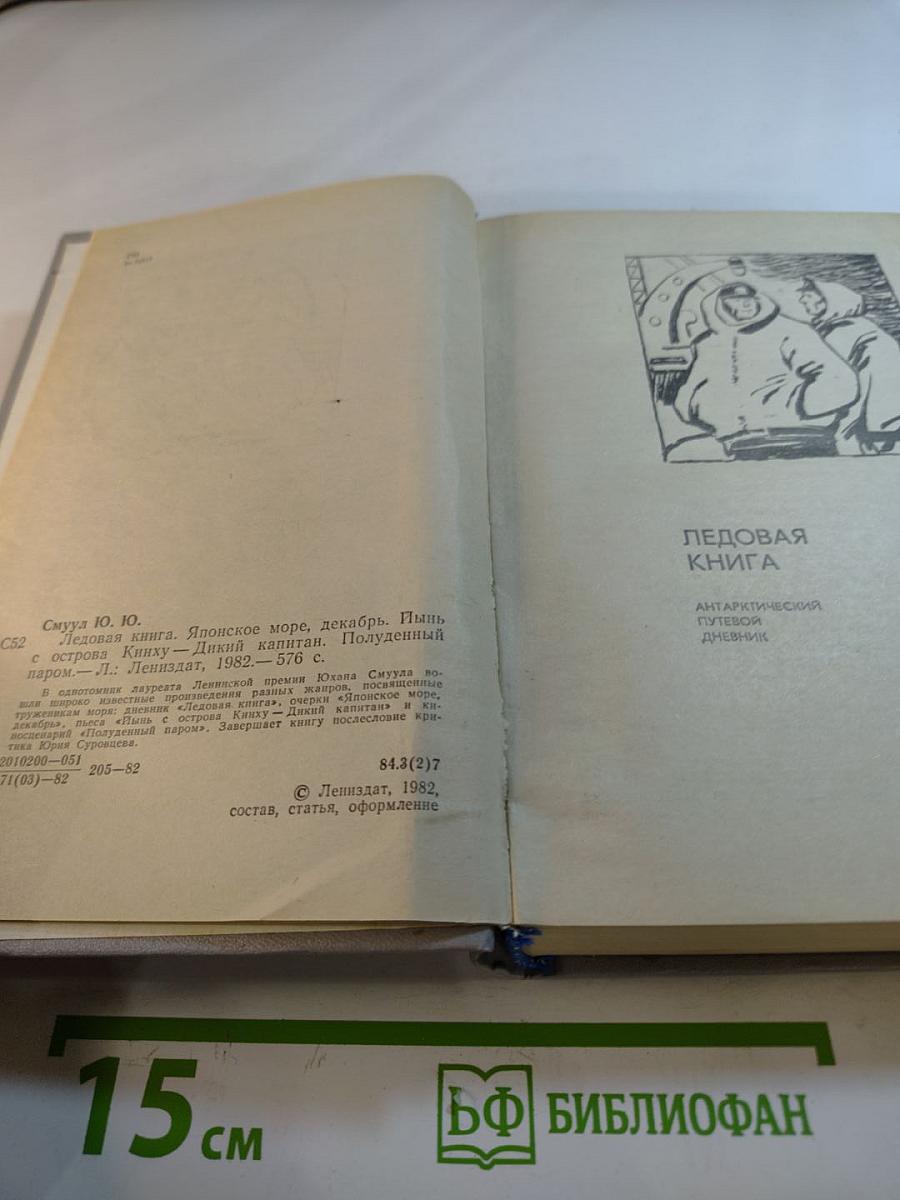 Смуул Ю. Ю.
С52 Ледовая книга. Японское море, декабрь. Йынь
с острова Кинху — Дикий капитан. Полуденный
паром.— Л.: Лениздат, 1982.— 576 с.
В однотомник лауреата Ленинской премии Юхана Смуула во-
шли широко известные произведения разных жанров, посвященные
труженикам моря: дневник «Ледовая книга», очерки «Японское море,
декабрь», пьеса «Йынь с острова Кинху — Дикий капитан» и ки-
носценарий «Полуденный паром». Завершает книгу послесловие кри-
тика Юрия Суровцева.
2010200—051
71(03)—82
205—82
84.3(2)7
© Лениздат, 1982,
состав, статья, оформление
ЛЕДОВАЯ
КНИГА
АНТАРКТИЧЕСКИЙ
ПУТЕВОЙ
ДНЕВНИК
15 см
БФ БИБЛИОФАН